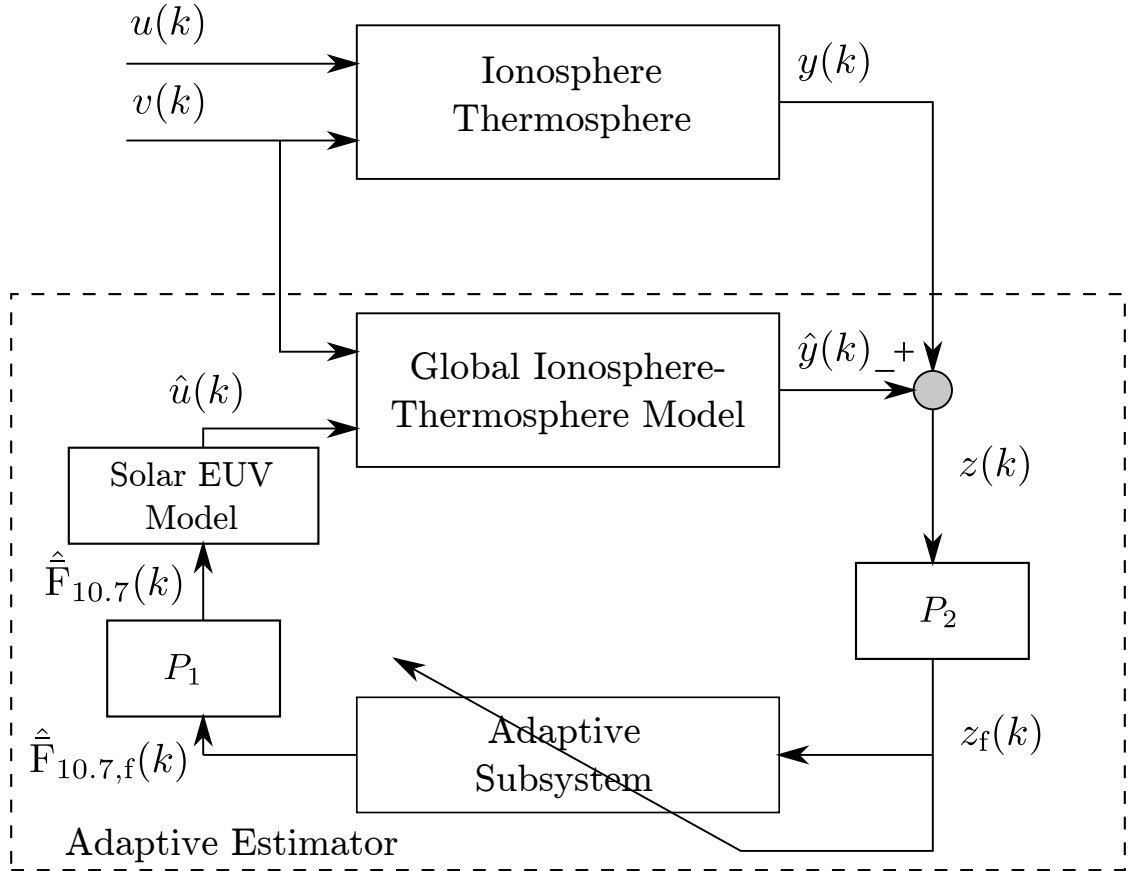 u(k)
Ionosphere
Thermosphere
y(k)
v(k)
Global Ionosphere-
Thermosphere Model
ŷ(k)
_ +
û(k)
Solar EUV
Model
z(k)
F̄̂₁₀.₇(k)
P₂
P₁
Adaptive
Subsystem
z_f(k)
F̄̂₁₀.₇,f(k)
Adaptive Estimator